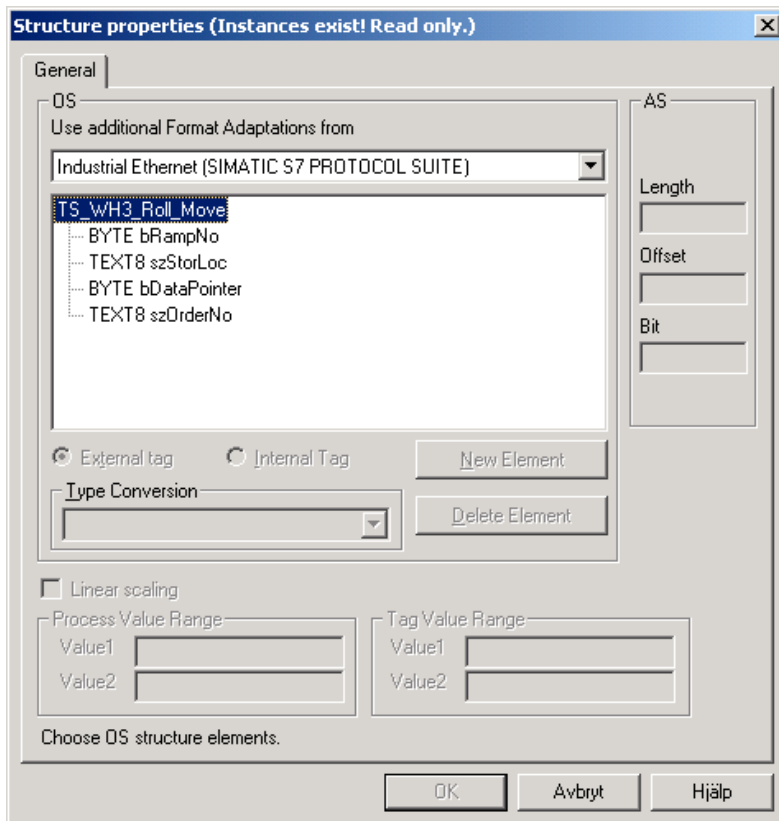 Structure properties (Instances exist! Read only.)
General
OS
Use additional Format Adaptations from
Industrial Ethernet (SIMATIC S7 PROTOCOL SUITE)
TS_WH3_Roll_Move
BYTE bRampNo
TEXT8 szStorLoc
BYTE bDataPointer
TEXT8 szOrderNo
External tag
Internal Tag
New Element
Type Conversion
Delete Element
AS
Length
Offset
Bit
Linear scaling
Process Value Range
Value1
Value2
Tag Value Range
Value1
Value2
Choose OS structure elements.
OK
Avbryt
Hjälp